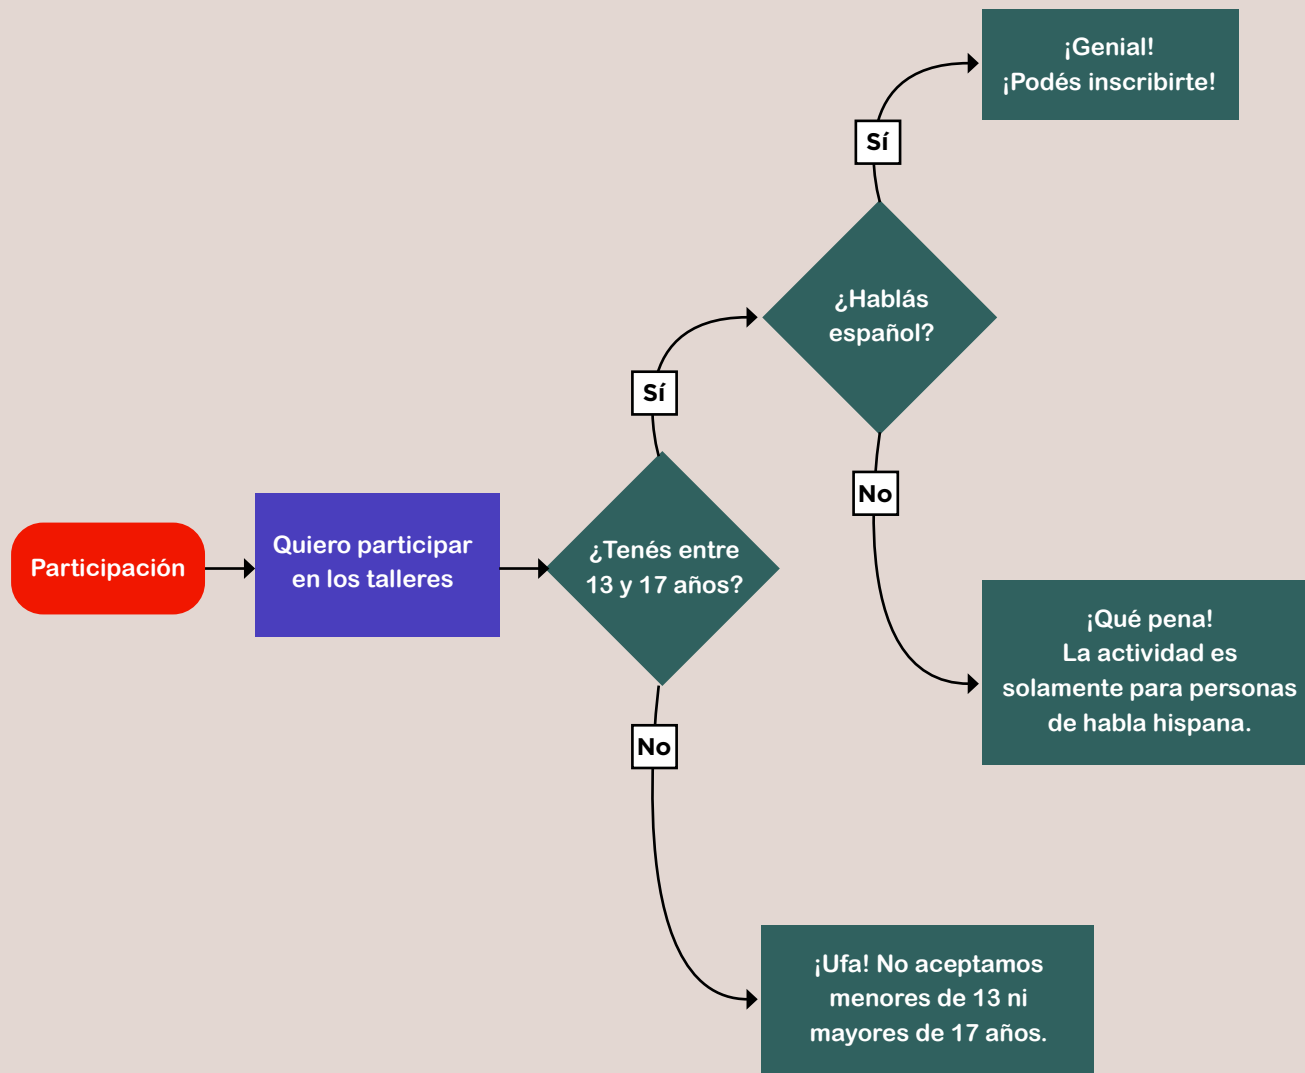 Participación
Quiero participar
en los talleres
¿Tenés entre
13 y 17 años?
Sí
¿Hablás
español?
Sí
¡Genial!
¡Podés inscribirte!
No
¡Qué pena!
La actividad es
solamente para personas
de habla hispana.
No
¡Ufa! No aceptamos
menores de 13 ni
mayores de 17 años.